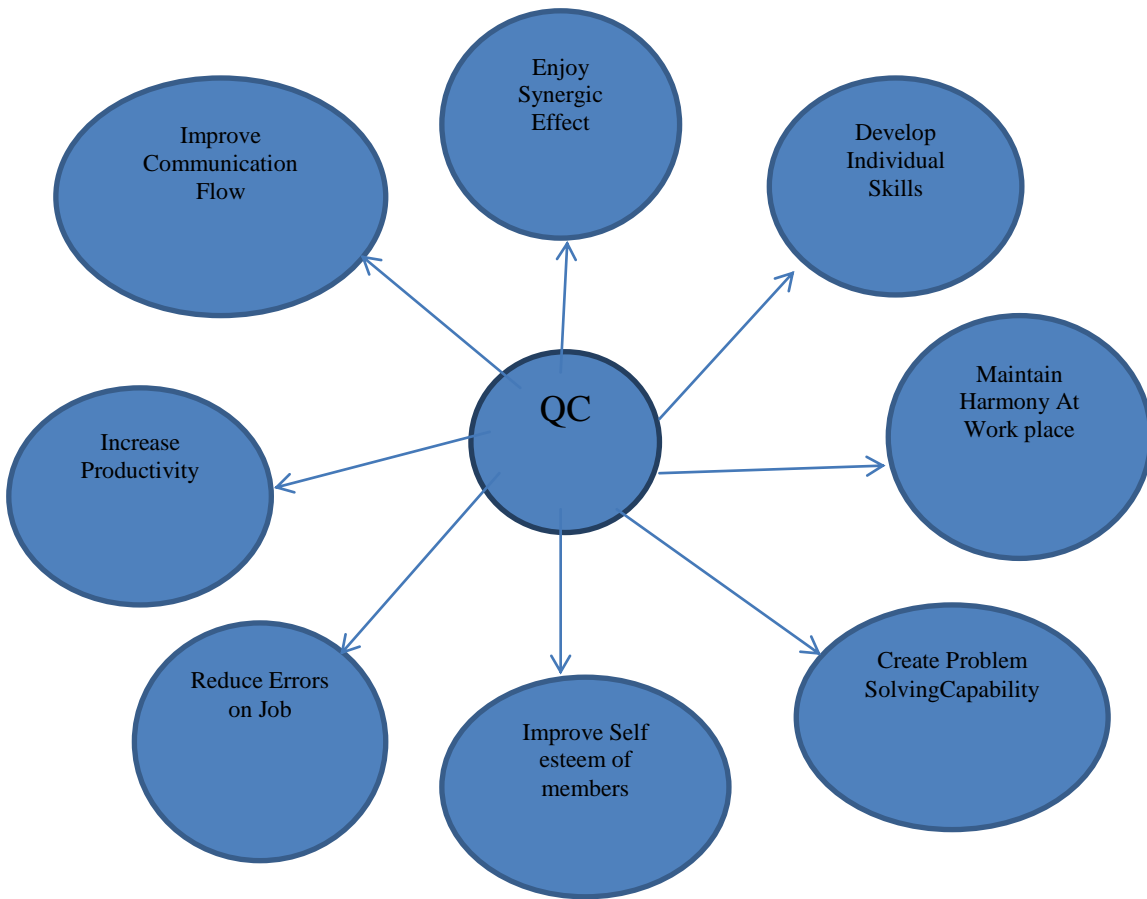 Enjoy
Synergic
Effect
Improve
Communication
Flow
Develop
Individual
Skills
QC
Maintain
Harmony At
Work place
Increase
Productivity
Create Problem
SolvingCapability
Reduce Errors
on Job
Improve Self
esteem of
members